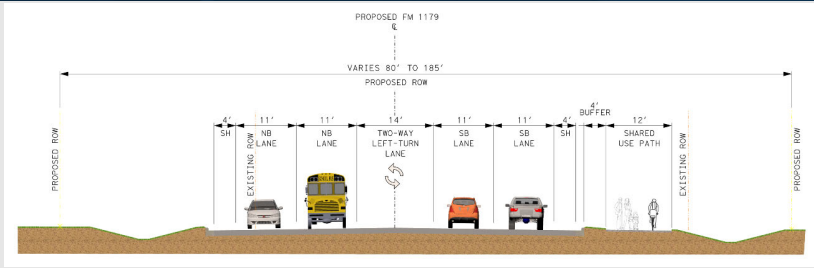 PROPOSED FM 1179
℄
VARIES 80' TO 185'
PROPOSED ROW
4' 11' 11' 14' 11' 11' 4' 4' 12'
SH
NB
LANE
NB
LANE
TWO-WAY
LEFT-TURN
LANE
SB
LANE
SB
LANE
SH
BUFFER
SHARED
USE PATH
PROPOSED ROW
EXISTING ROW
EXISTING ROW
PROPOSED ROW